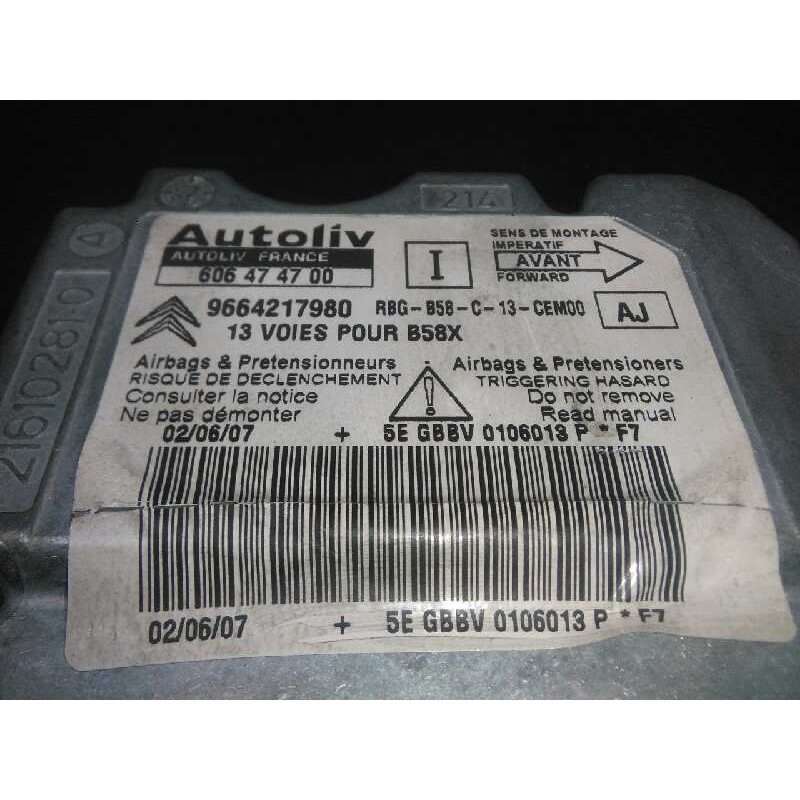 214
Autoliv
AUTOLIV FRANCE
606 47 47 00
I
SENS DE MONTAGE
IMPERATIF
AVANT
FORWARD
9664217980 RBG-B58-C-13-CEM00 AJ
13 VOIES POUR B58X
Airbags & Pretensionneurs
RISQUE DE DECLENCHEMENT
Consulter la notice
Ne pas démonter
!
Airbags & Pretensioners
TRIGGERING HASARD
Do not remove
Read manual
02/06/07 + 5E GBBV 0106013 P * F7
02/06/07 + 5E GBBV 0106013 P * F7
A
21610281-0